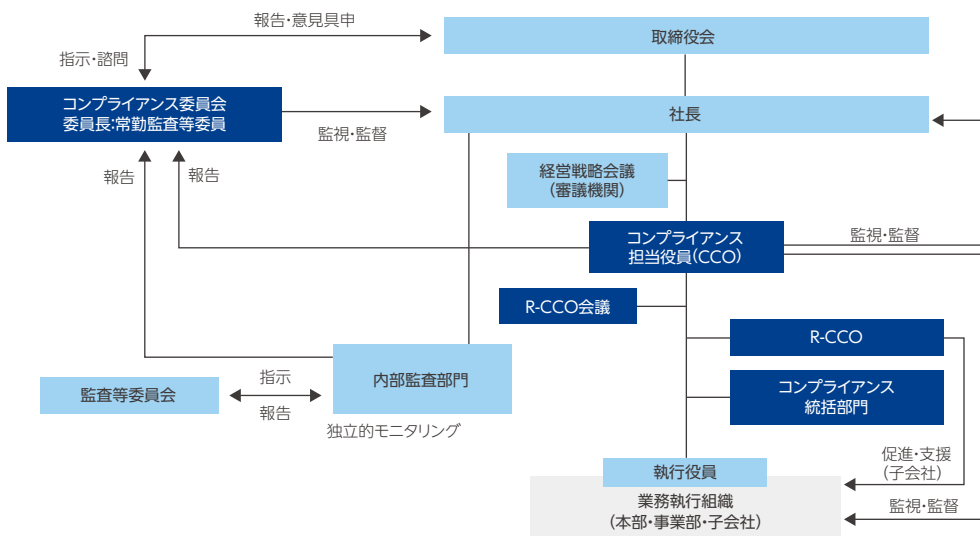 報告・意見具申
取締役会
指示・諮問
コンプライアンス委員会
委員長:常勤監査等委員
社長
監視・監督
報告
報告
経営戦略会議
(審議機関)
コンプライアンス
担当役員(CCO)
監視・監督
R-CCO会議
R-CCO
内部監査部門
指示
報告
監査等委員会
コンプライアンス
統括部門
独立的モニタリング
促進・支援
(子会社)
執行役員
業務執行組織
(本部・事業部・子会社)
監視・監督